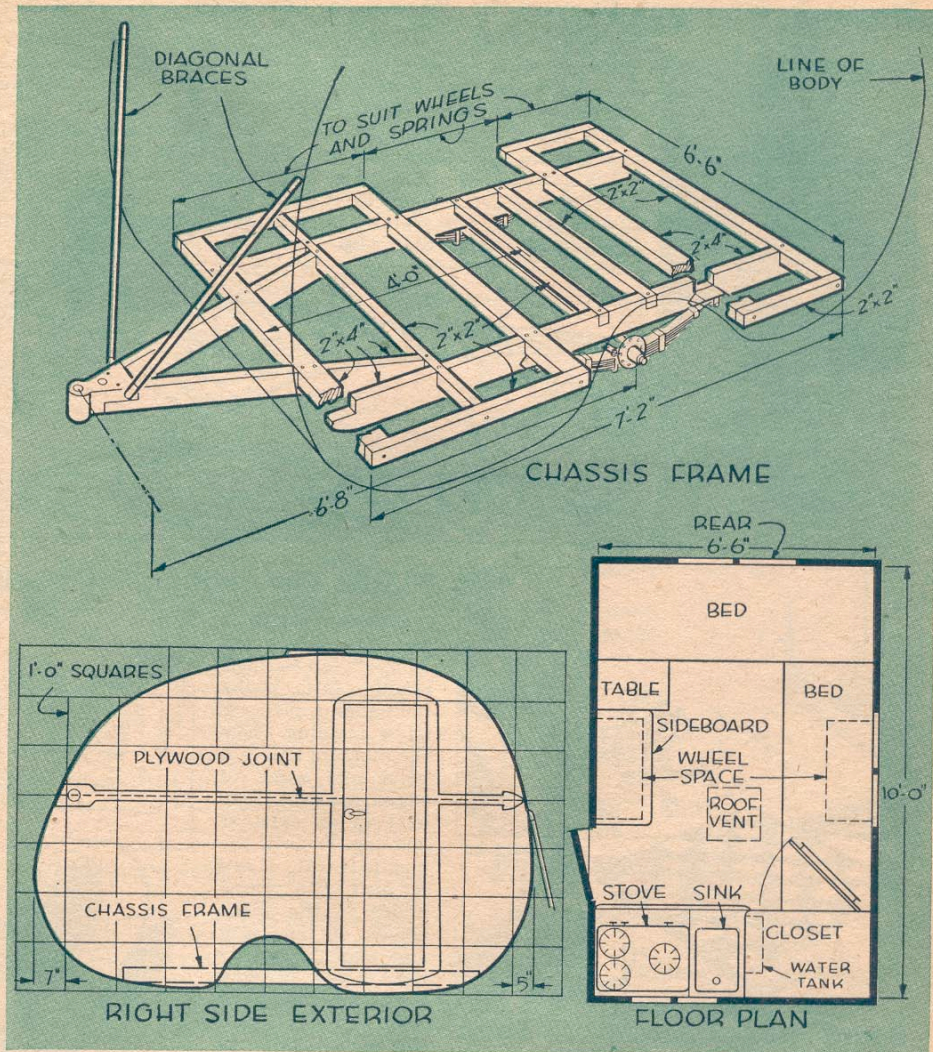 DIAGONAL
BRACES
LINE OF
BODY
TO SUIT WHEELS
AND SPRINGS
6'-6"
2"x2"
2"x4"
4'-0"
2"x4"
2"x2"
2"x2"
7'-2"
6'-8"
CHASSIS FRAME
REAR
6'-6"
BED
TABLE
BED
SIDEBOARD
WHEEL
SPACE
ROOF
VENT
10'-0"
STOVE
SINK
CLOSET
WATER
TANK
FLOOR PLAN
1'-0" SQUARES
PLYWOOD JOINT
CHASSIS FRAME
7"
5"
RIGHT SIDE EXTERIOR